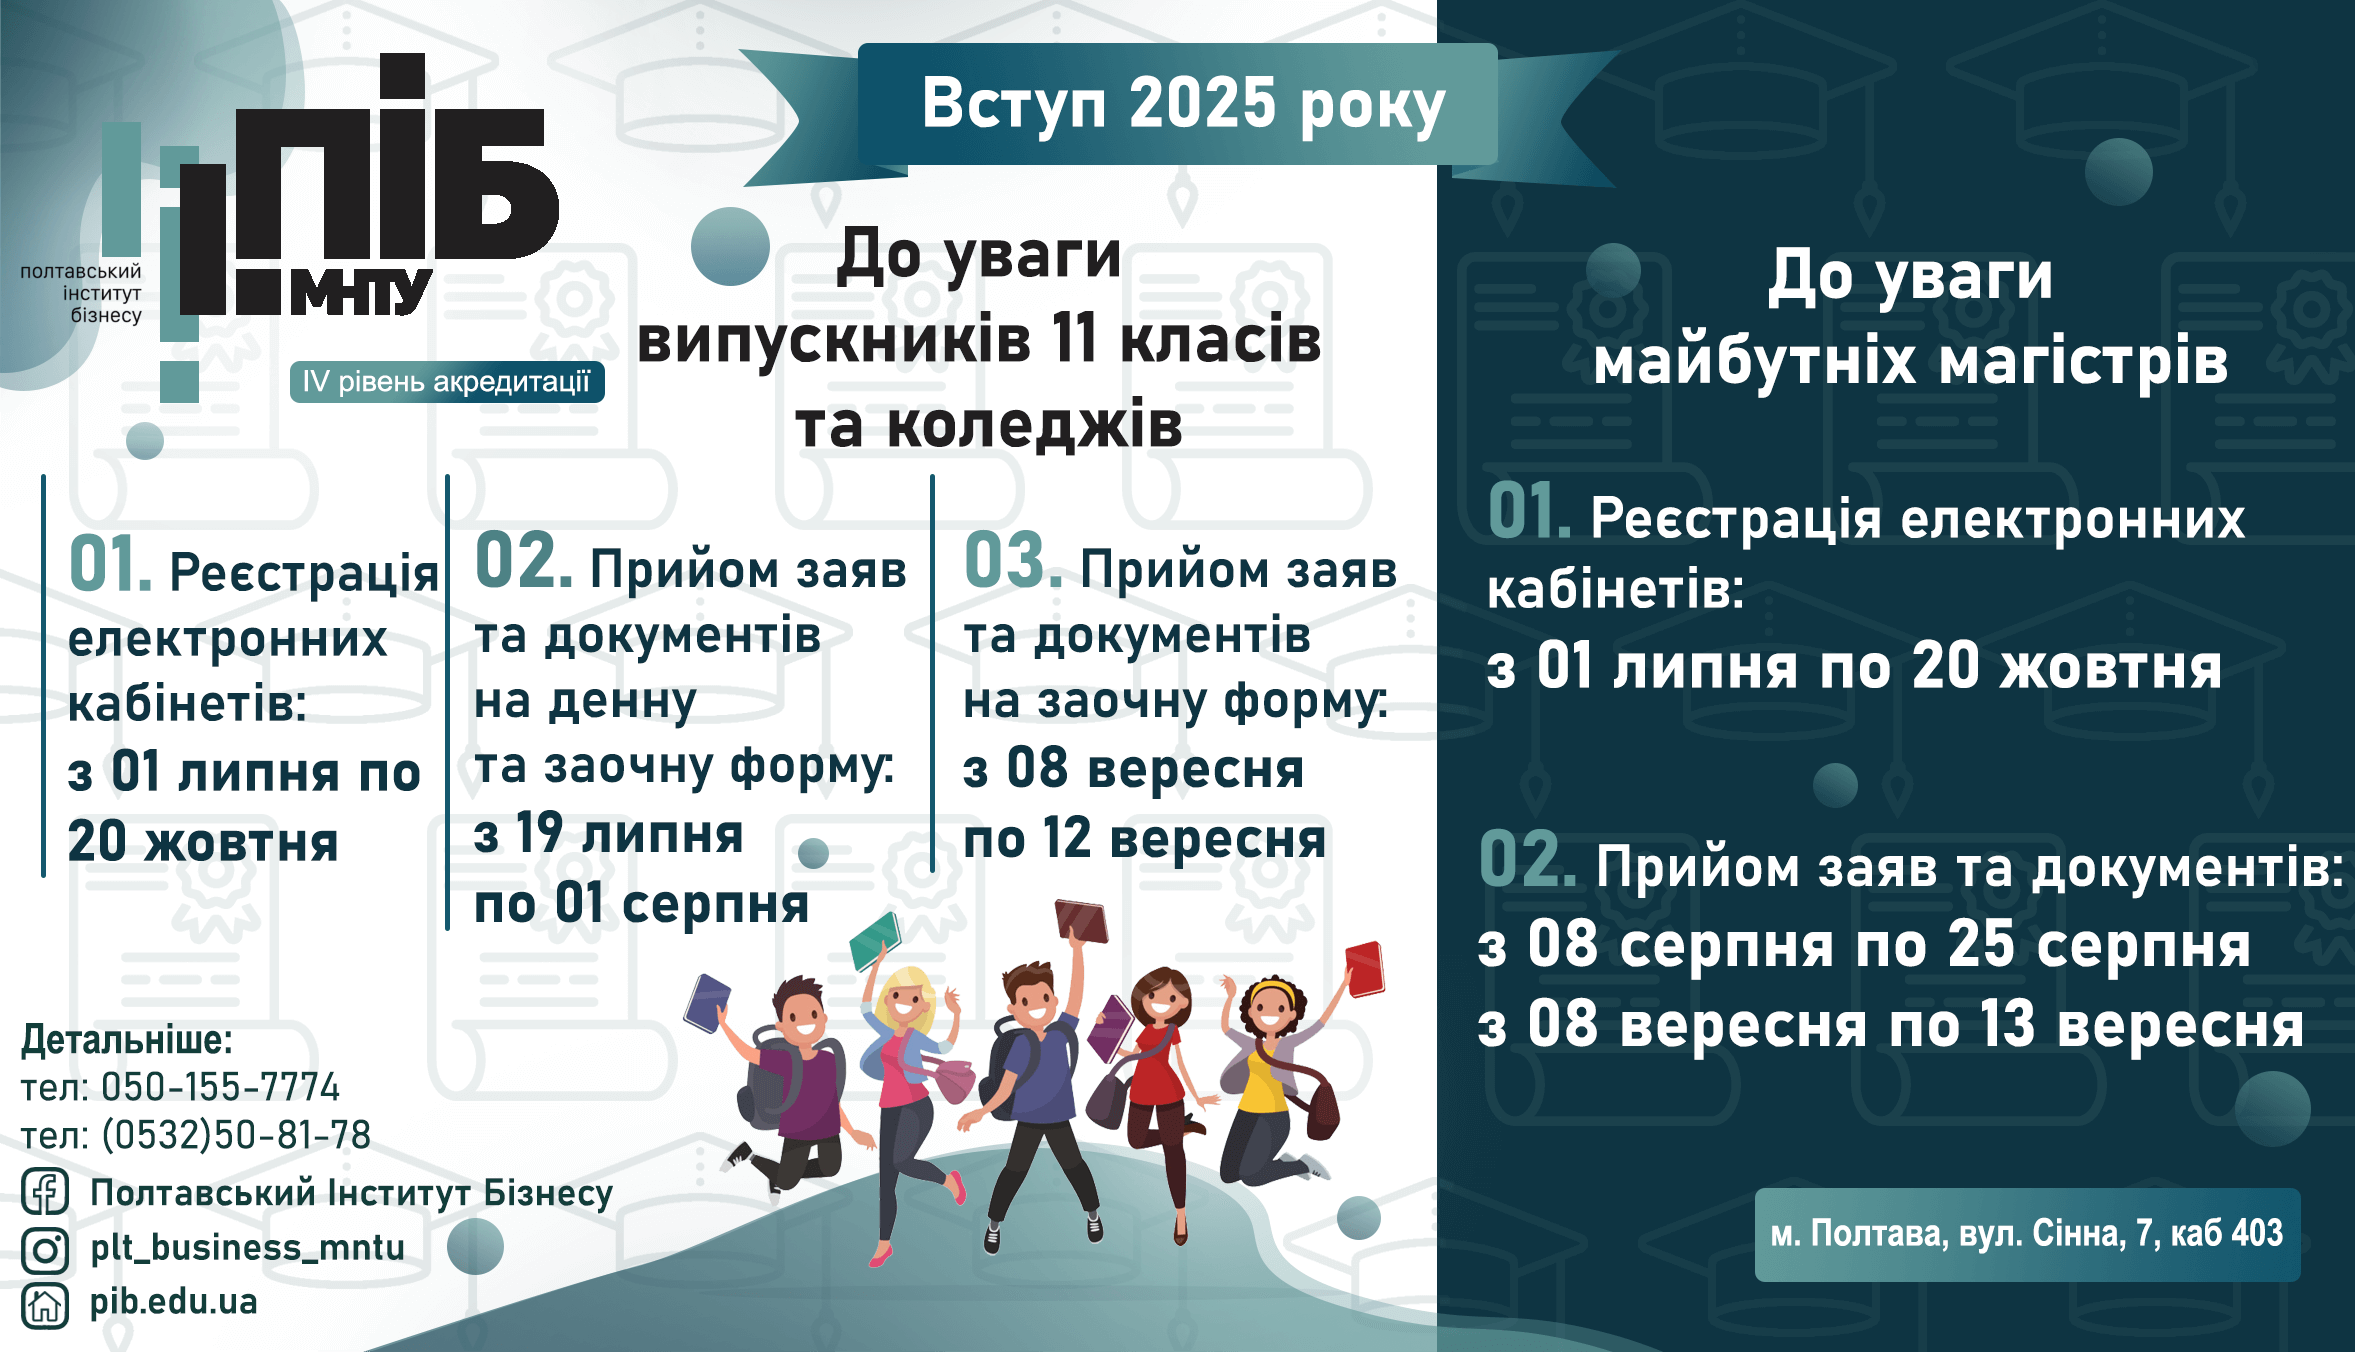 Вступ 2025 року
ПІБ
МНТУ
полтавський
інститут
бізнесу
IV рівень акредитації
До уваги
випускників 11 класів
та коледжів
01. Реєстрація
електронних
кабінетів:
з 01 липня по
20 жовтня
02. Прийом заяв
та документів
на денну
та заочну форму:
з 19 липня
по 01 серпня
03. Прийом заяв
та документів
на заочну форму:
з 08 вересня
по 12 вересня
До уваги
майбутніх магістрів
01. Реєстрація електронних
кабінетів:
з 01 липня по 20 жовтня
02. Прийом заяв та документів:
з 08 серпня по 25 серпня
з 08 вересня по 13 вересня
Детальніше:
тел: 050-155-7774
тел: (0532)50-81-78
Полтавський Інститут Бізнесу
plt_business_mntu
pib.edu.ua
м. Полтава, вул. Сінна, 7, каб 403